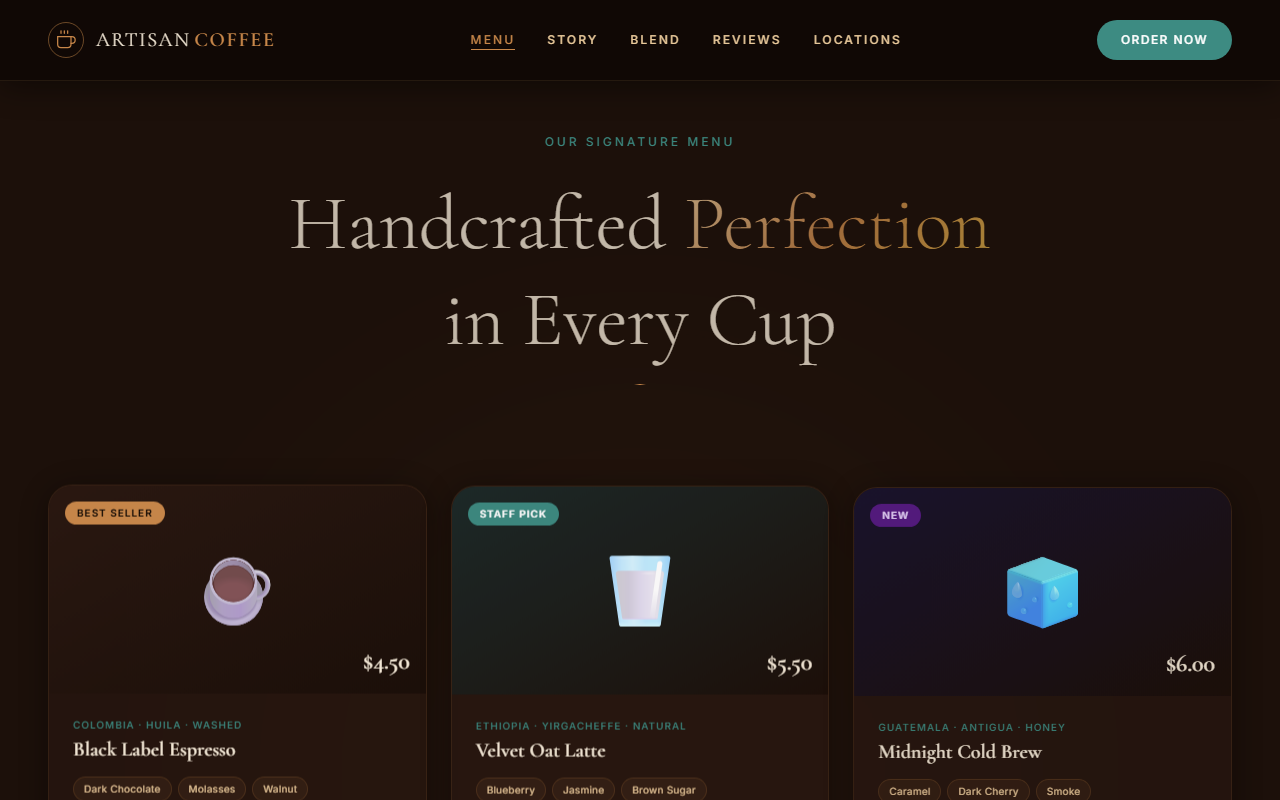 ARTISAN COFFEE
MENU
STORY
BLEND
REVIEWS
LOCATIONS
ORDER NOW
OUR SIGNATURE MENU
Handcrafted Perfection
in Every Cup
BEST SELLER
$4.50
COLOMBIA · HUILA · WASHED
Black Label Espresso
Dark Chocolate
Molasses
Walnut
STAFF PICK
$5.50
ETHIOPIA · YIRGACHEFFE · NATURAL
Velvet Oat Latte
Blueberry
Jasmine
Brown Sugar
NEW
$6.00
GUATEMALA · ANTIGUA · HONEY
Midnight Cold Brew
Caramel
Dark Cherry
Smoke